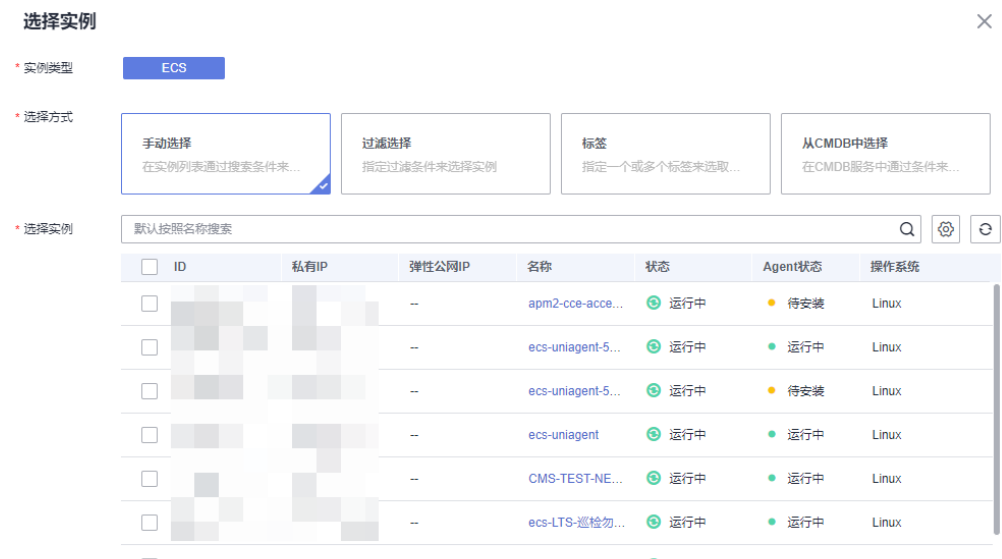 选择实例
* 实例类型 ECS
* 选择方式
手动选择 过滤选择 标签 从CMDB中选择
在实例列表通过搜索条件来... 指定过滤条件来选择实例 指定一个或多个标签来选取... 在CMDB服务中通过条件来...
* 选择实例 默认按照名称搜索
ID 私有IP 弹性公网IP 名称 状态 Agent状态 操作系统
-- apm2-cce-acce... 运行中 待安装 Linux
-- ecs-uniagent-5... 运行中 运行中 Linux
-- ecs-uniagent-5... 运行中 待安装 Linux
-- ecs-uniagent 运行中 运行中 Linux
-- CMS-TEST-NE... 运行中 运行中 Linux
-- ecs-LTS-巡检勿... 运行中 运行中 Linux